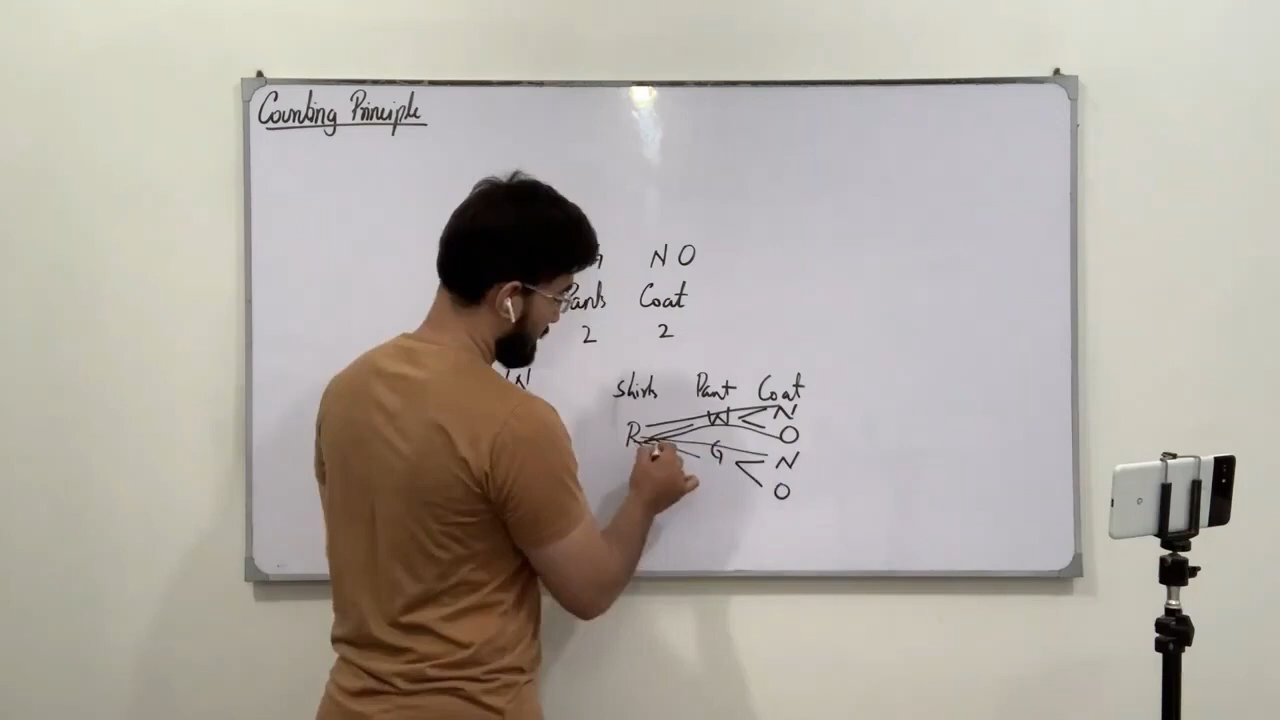 Counting Principle
N O
Pants Coat
2 2
W
Shirts Pant Coat
W N
R O
G N
O